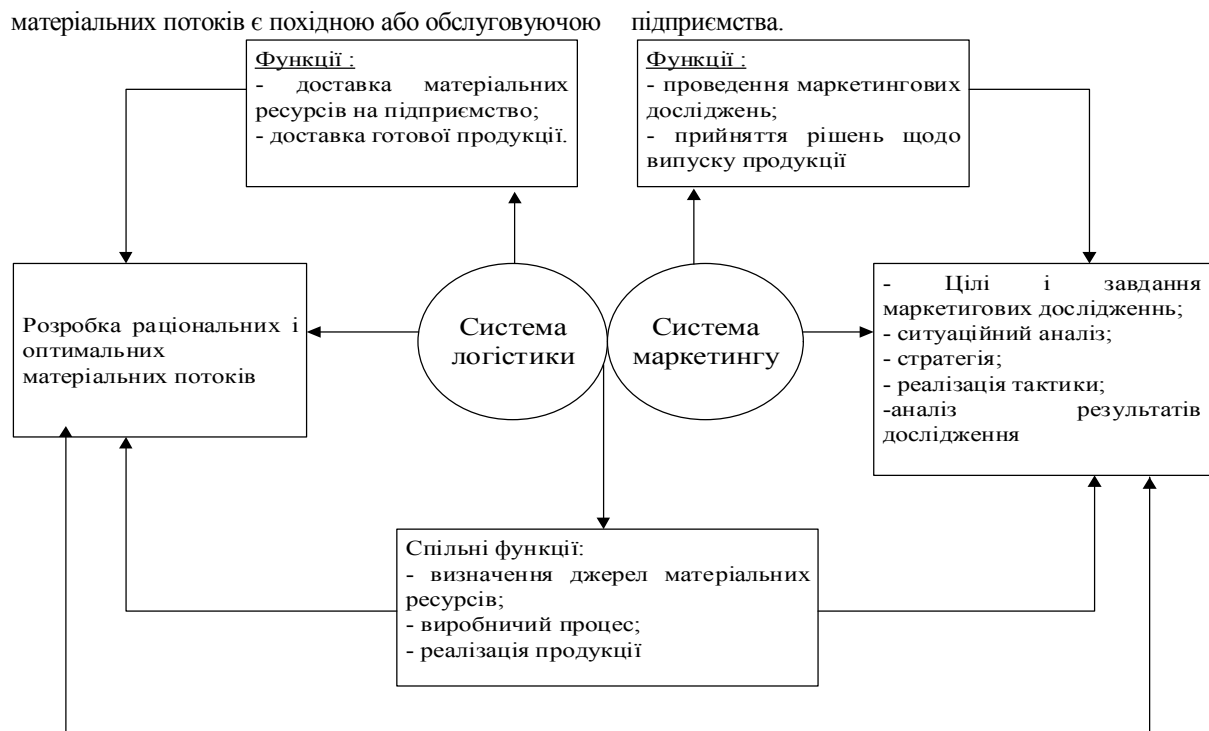 матеріальних потоків є похідною або обслуговуючою підприємства.
Функції :
- доставка матеріальних
ресурсів на підприємство;
- доставка готової продукції.
Функції :
- проведення маркетингових
досліджень;
- прийняття рішень щодо
випуску продукції
Розробка раціональних і
оптимальних
матеріальних потоків
Система
логістики
Система
маркетингу
- Цілі і завдання
маркетигових дослідженнь;
- ситуаційний аналіз;
- стратегія;
- реалізація тактики;
-аналіз результатів
дослідження
Спільні функції:
- визначення джерел матеріальних
ресурсів;
- виробничий процес;
- реалізація продукції